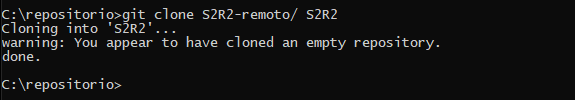 C:\repositorio>git clone S2R2-remoto/ S2R2
Cloning into 'S2R2'...
warning: You appear to have cloned an empty repository.
done.
C:\repositorio>